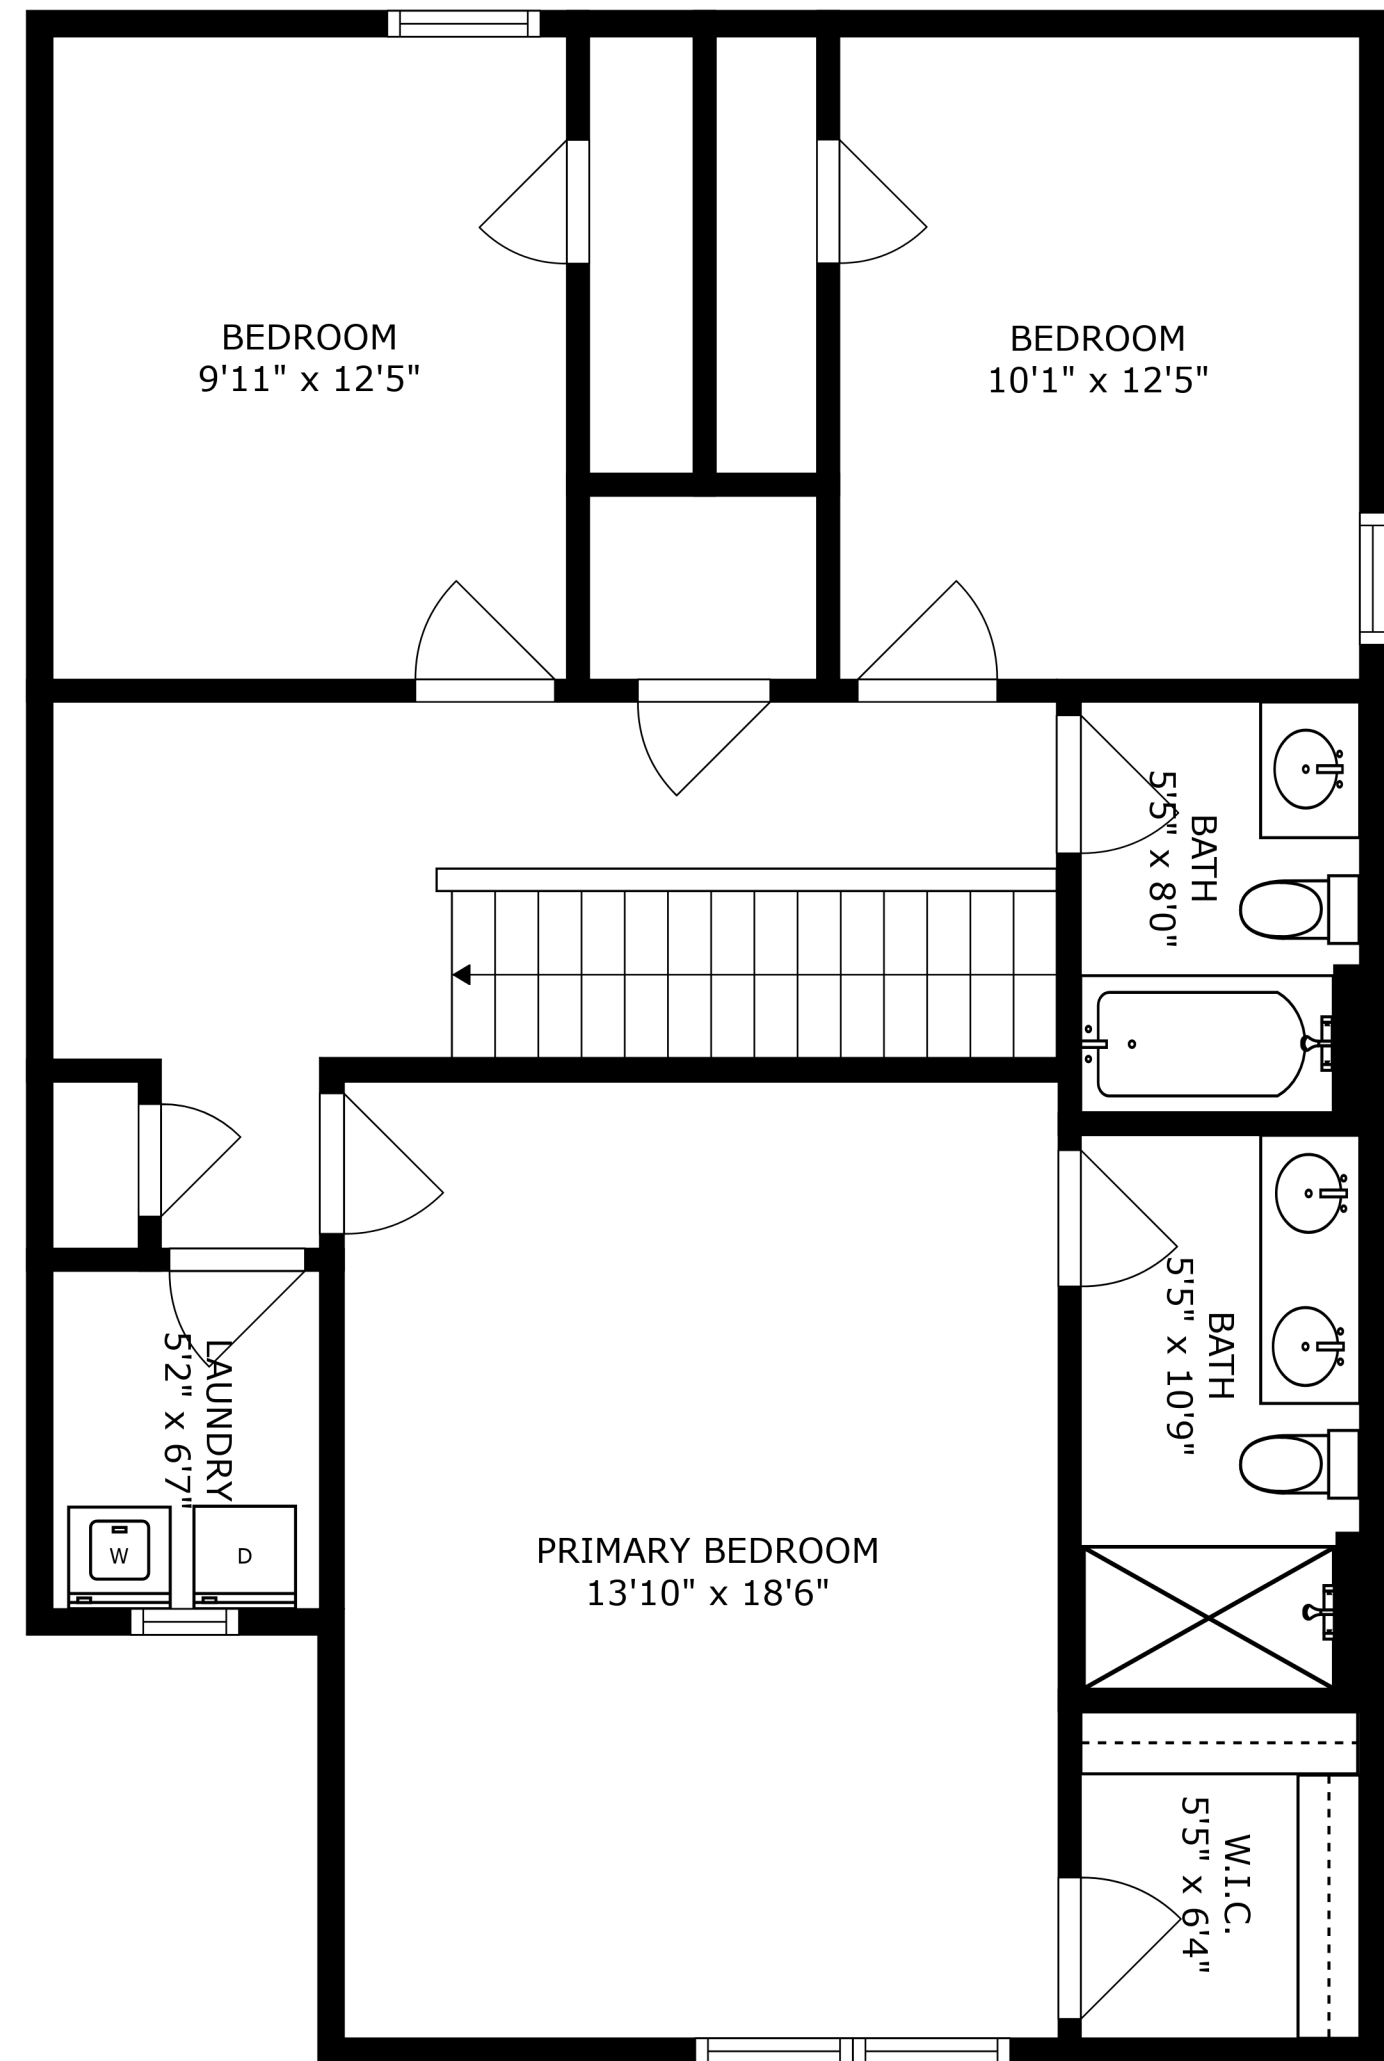 BEDROOM
9'11" x 12'5"
BEDROOM
10'1" x 12'5"
BATH
5'5" x 8'0"
BATH
5'5" x 10'9"
LAUNDRY
5'2" x 6'7"
W
D
PRIMARY BEDROOM
13'10" x 18'6"
W.I.C.
5'5" x 6'4"